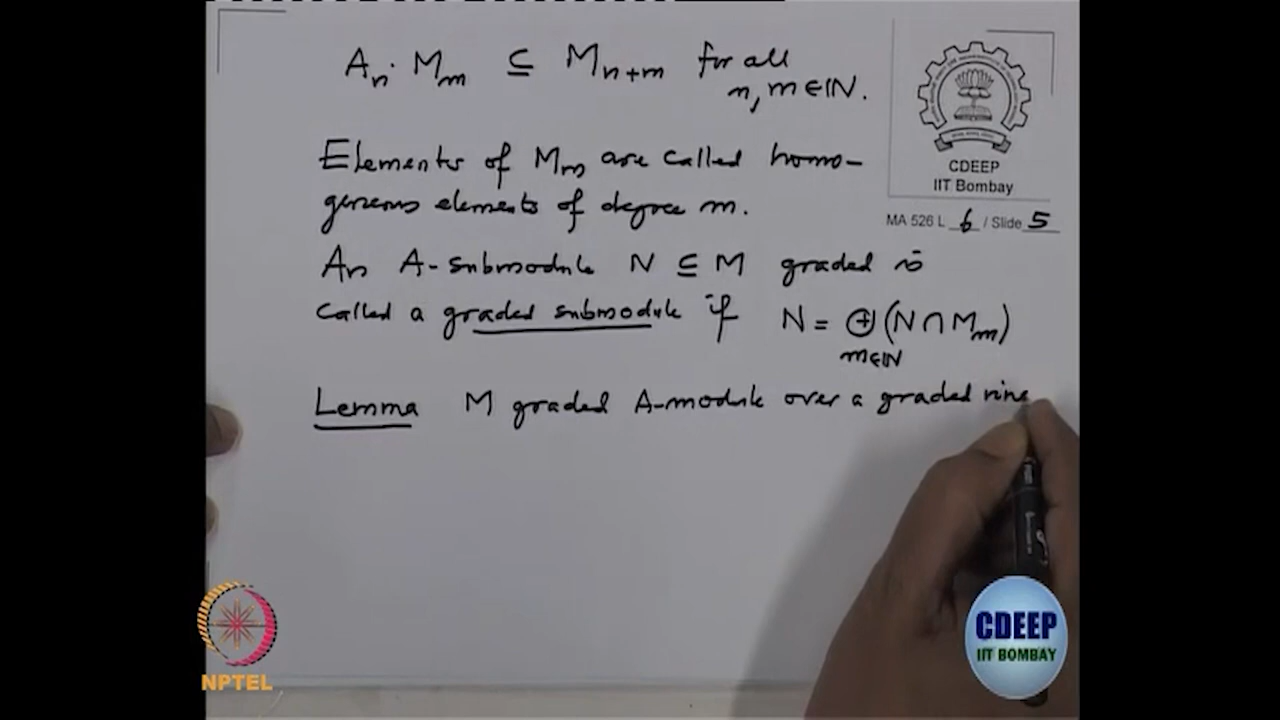 Aₙ · Mₘ ⊆ Mₙ₊ₘ for all
n, m ∈ ℕ.
Elements of Mₘ are called homo-
geneous elements of degree m.
An A-submodule N ⊆ M graded is
called a graded submodule if N = ⊕ (N ∩ Mₘ)
m∈ℕ
Lemma M graded A-module over a graded ring
CDEEP
IIT Bombay
MA 526 L 6 / Slide 5
NPTEL
CDEEP
IIT BOMBAY